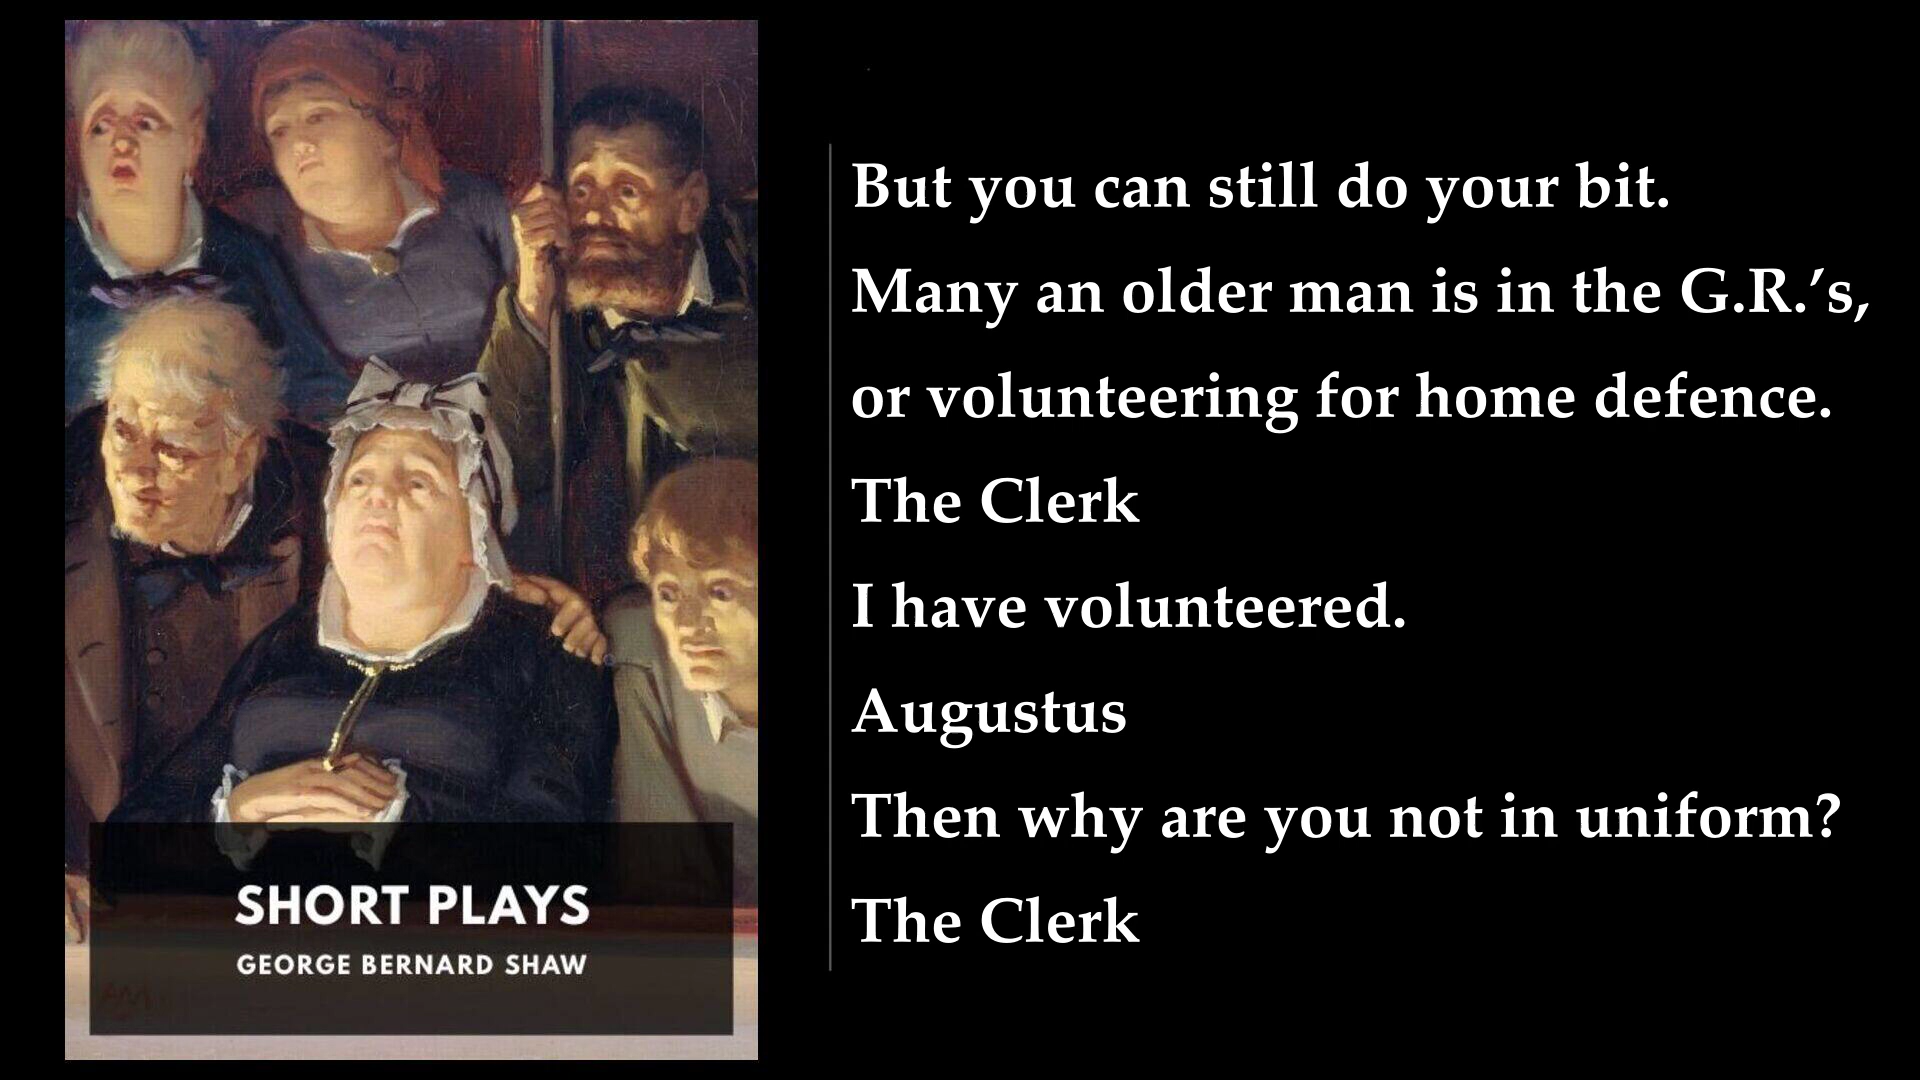 SHORT PLAYS
GEORGE BERNARD SHAW
But you can still do your bit.
Many an older man is in the G.R.’s,
or volunteering for home defence.
The Clerk
I have volunteered.
Augustus
Then why are you not in uniform?
The Clerk